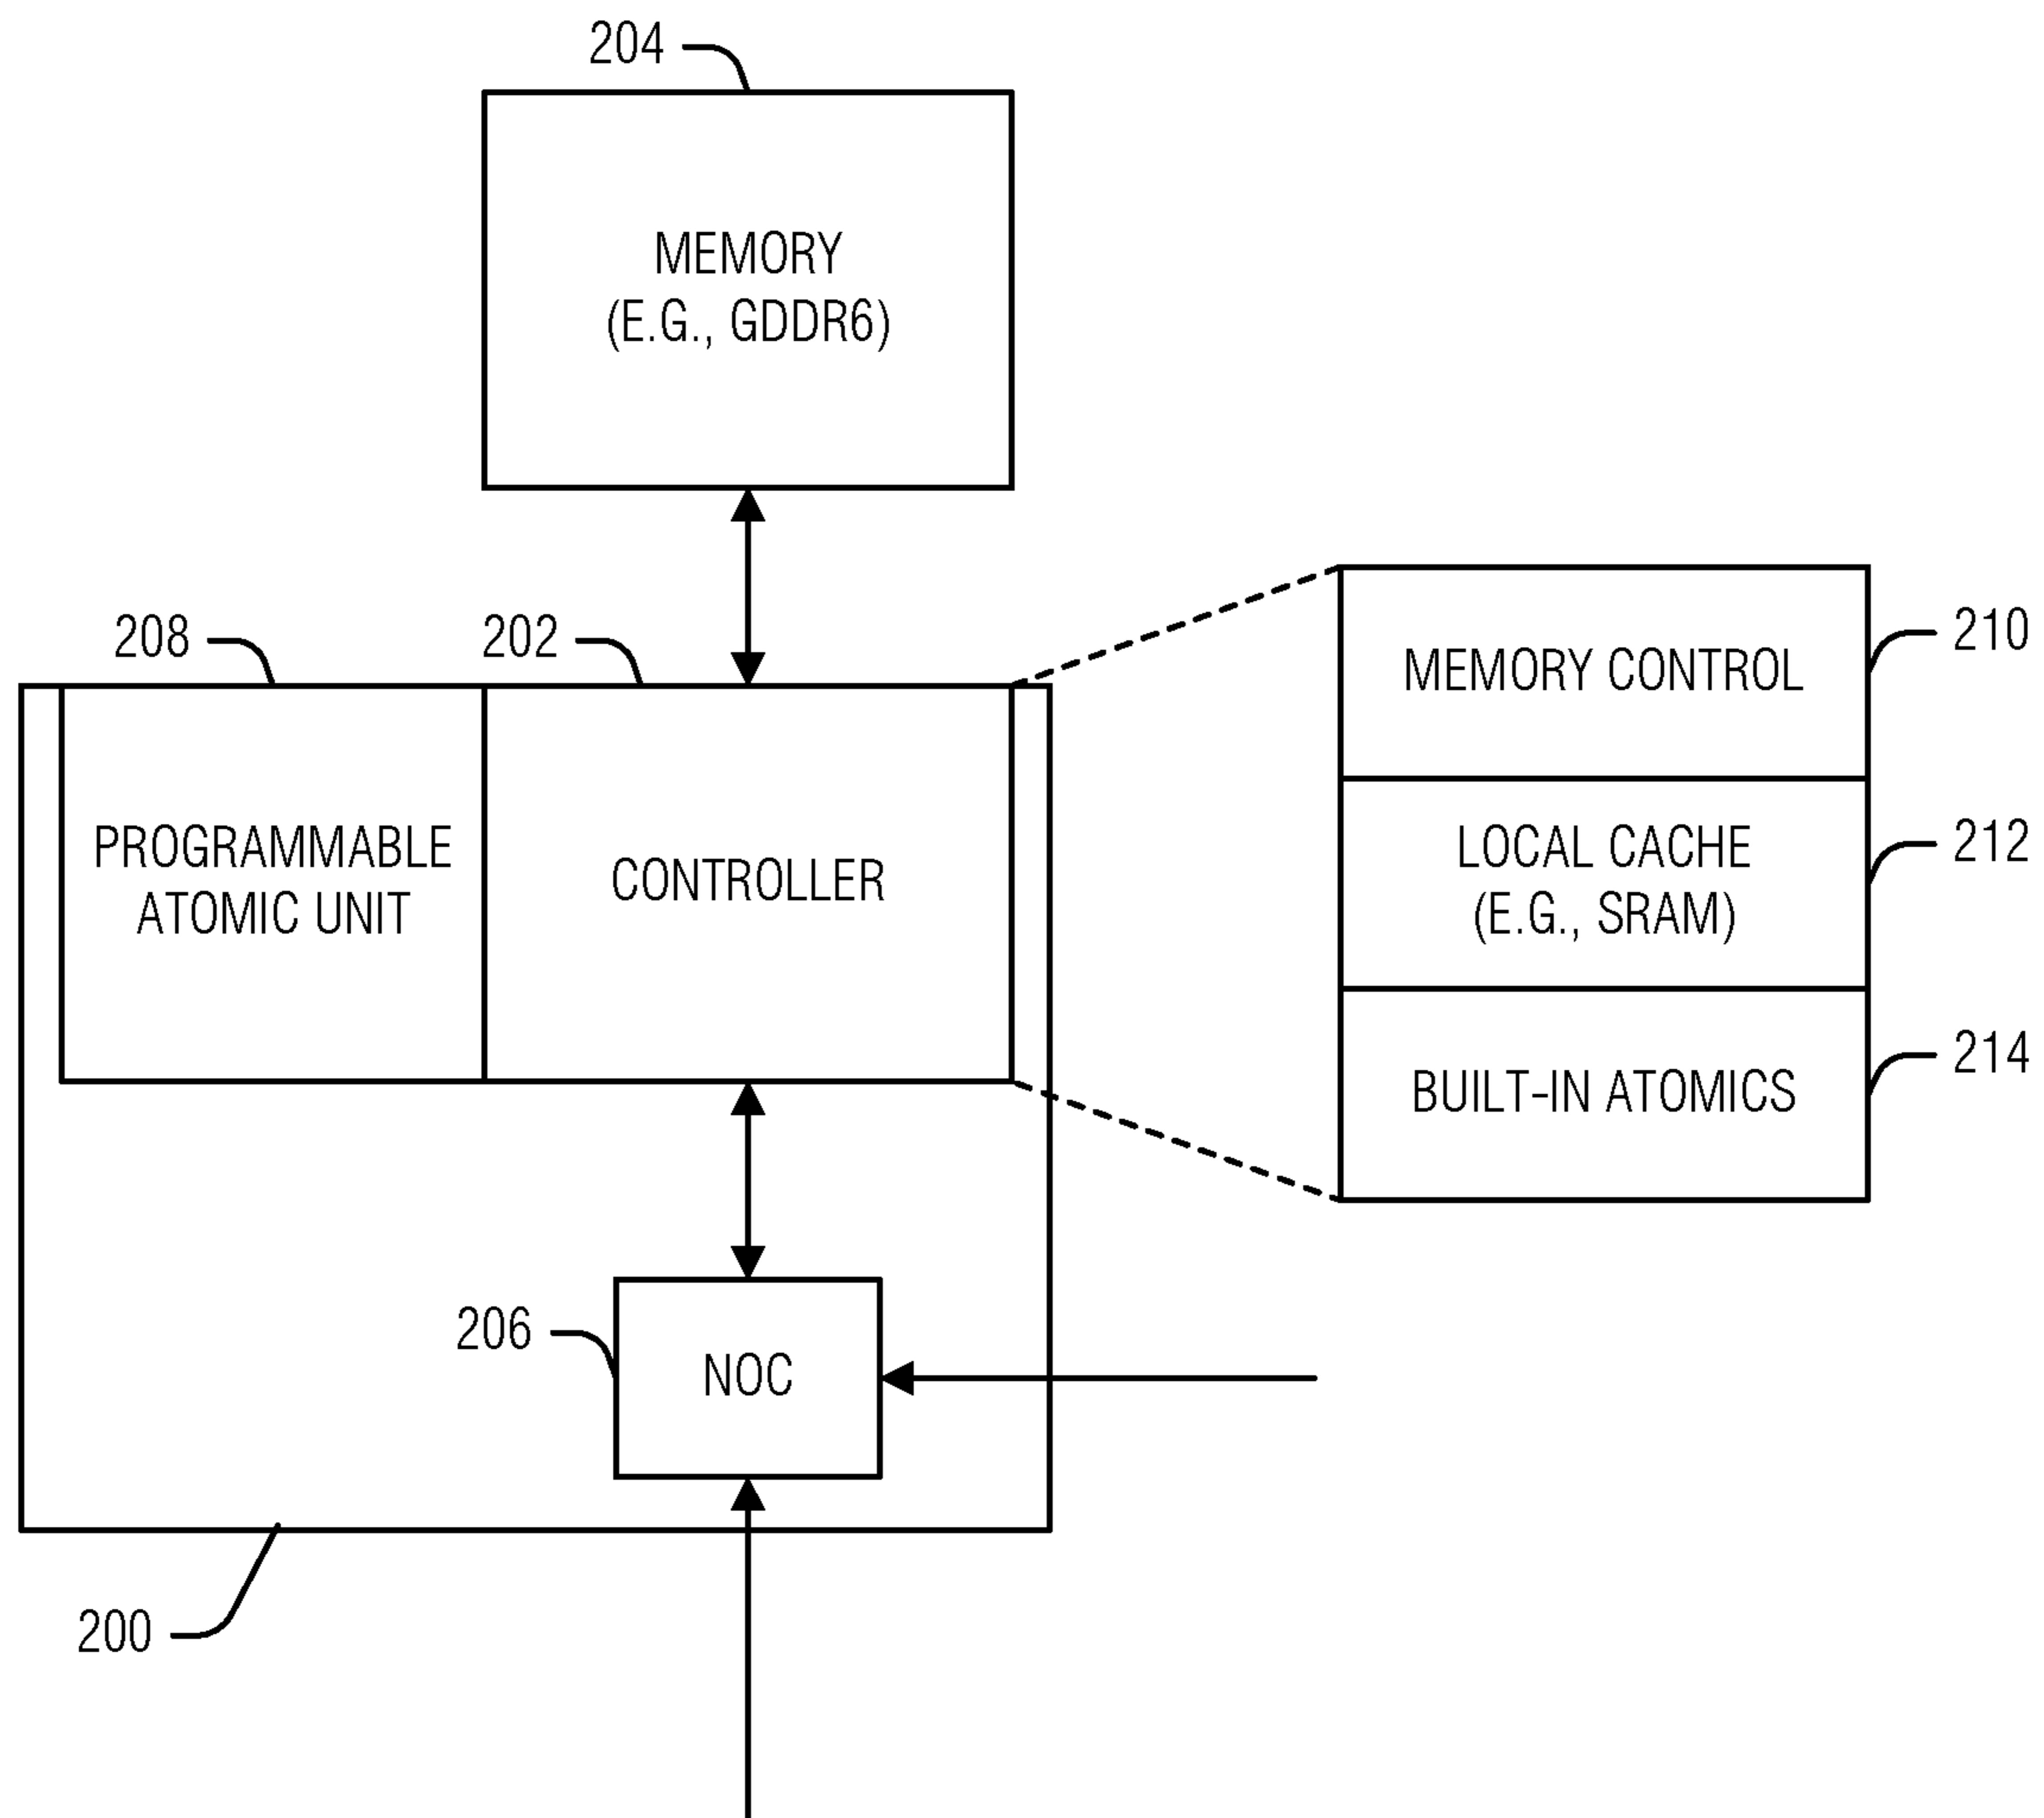 204
MEMORY
(E.G., GDDR6)
208
202
210
MEMORY CONTROL
PROGRAMMABLE
ATOMIC UNIT
CONTROLLER
LOCAL CACHE
(E.G., SRAM)
212
BUILT-IN ATOMICS
214
206
NOC
200